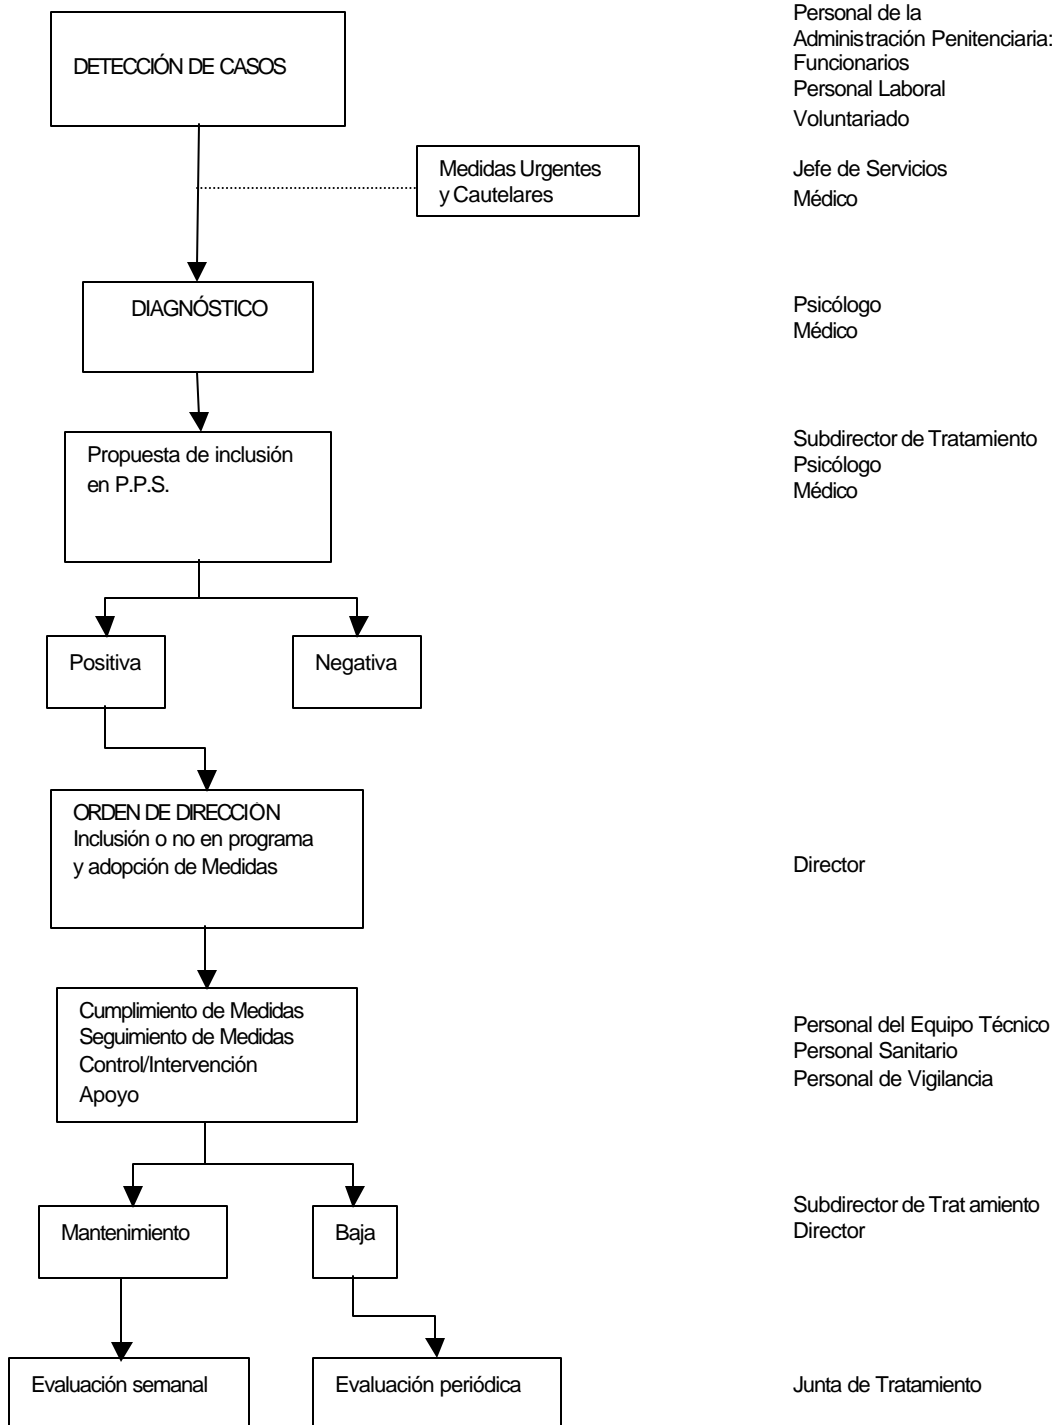 Personal de la
Administración Penitenciaria:
DETECCIÓN DE CASOS
Funcionarios
Personal Laboral
Voluntariado
Medidas Urgentes
y Cautelares
Jefe de Servicios
Médico
DIAGNÓSTICO
Psicólogo
Médico
Propuesta de inclusión
en P.P.S.
Subdirector de Tratamiento
Psicólogo
Médico
Positiva
Negativa
ORDEN DE DIRECCIÓN
Inclusión o no en programa
y adopción de Medidas
Director
Cumplimiento de Medidas
Seguimiento de Medidas
Control/Intervención
Apoyo
Personal del Equipo Técnico
Personal Sanitario
Personal de Vigilancia
Mantenimiento
Baja
Subdirector de Trat amiento
Director
Evaluación semanal
Evaluación periódica
Junta de Tratamiento